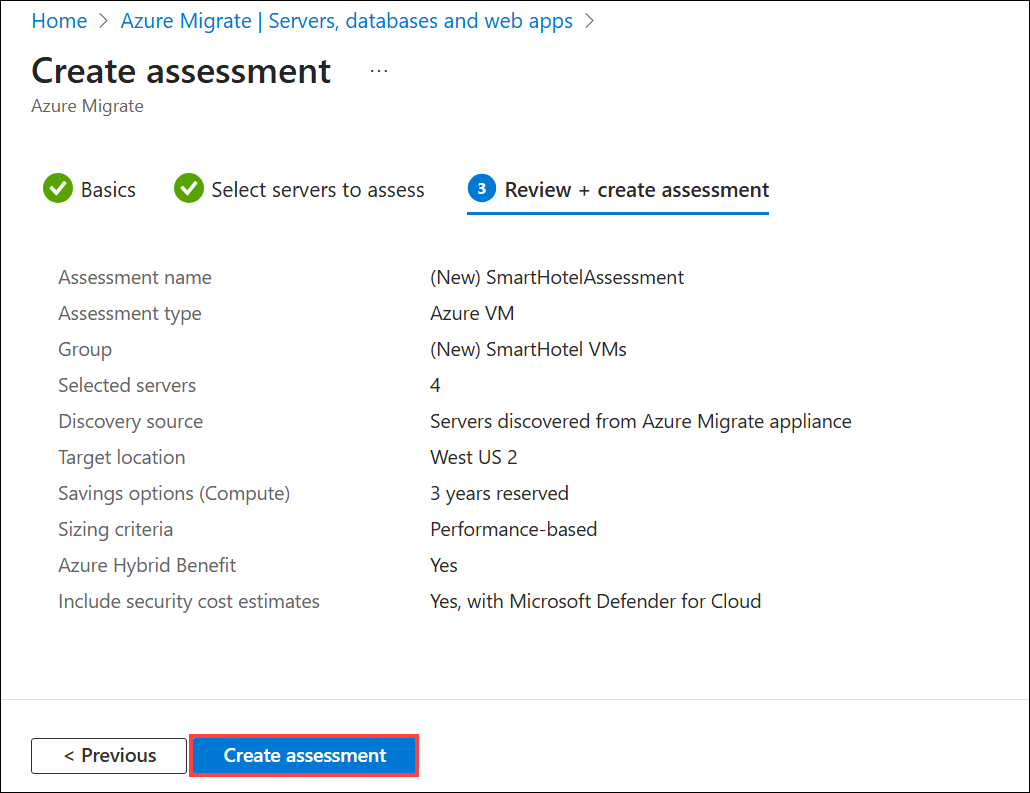 Home > Azure Migrate | Servers, databases and web apps >
Create assessment ...
Azure Migrate
Basics Select servers to assess 3 Review + create assessment
Assessment name (New) SmartHotelAssessment
Assessment type Azure VM
Group (New) SmartHotel VMs
Selected servers 4
Discovery source Servers discovered from Azure Migrate appliance
Target location West US 2
Savings options (Compute) 3 years reserved
Sizing criteria Performance-based
Azure Hybrid Benefit Yes
Include security cost estimates Yes, with Microsoft Defender for Cloud
< Previous Create assessment